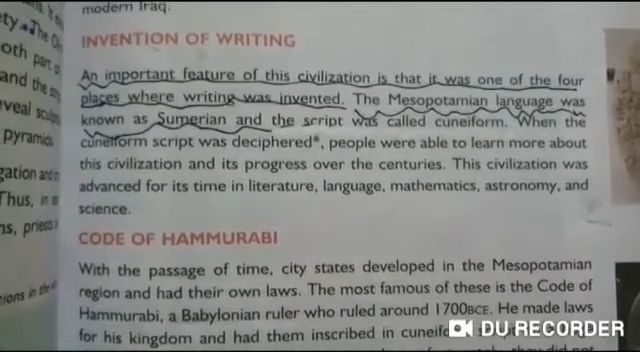 modern Iraq.
INVENTION OF WRITING
An important feature of this civilization is that it was one of the four
places where writing was invented. The Mesopotamian language was
known as Sumerian and the script was called cuneiform. When the
cuneiform script was deciphered*, people were able to learn more about
this civilization and its progress over the centuries. This civilization was
advanced for its time in literature, language, mathematics, astronomy, and
science.
CODE OF HAMMURABI
With the passage of time, city states developed in the Mesopotamian
region and had their own laws. The most famous of these is the Code of
Hammurabi, a Babylonian ruler who ruled around 1700BCE. He made laws
for his kingdom and had them inscribed in
DU RECORDER
The
oth part
and the
pyramids
Thus, in